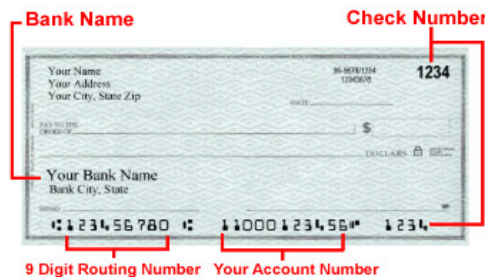 Bank Name
Check Number
Your Name
Your Address
Your City, State Zip
1234
DATE
PAY TO THE
ORDER OF
$
DOLLARS
Your Bank Name
Bank City, State
MEMO
⑆123456780⑆ 11000123456⑈ 1234
9 Digit Routing Number Your Account Number